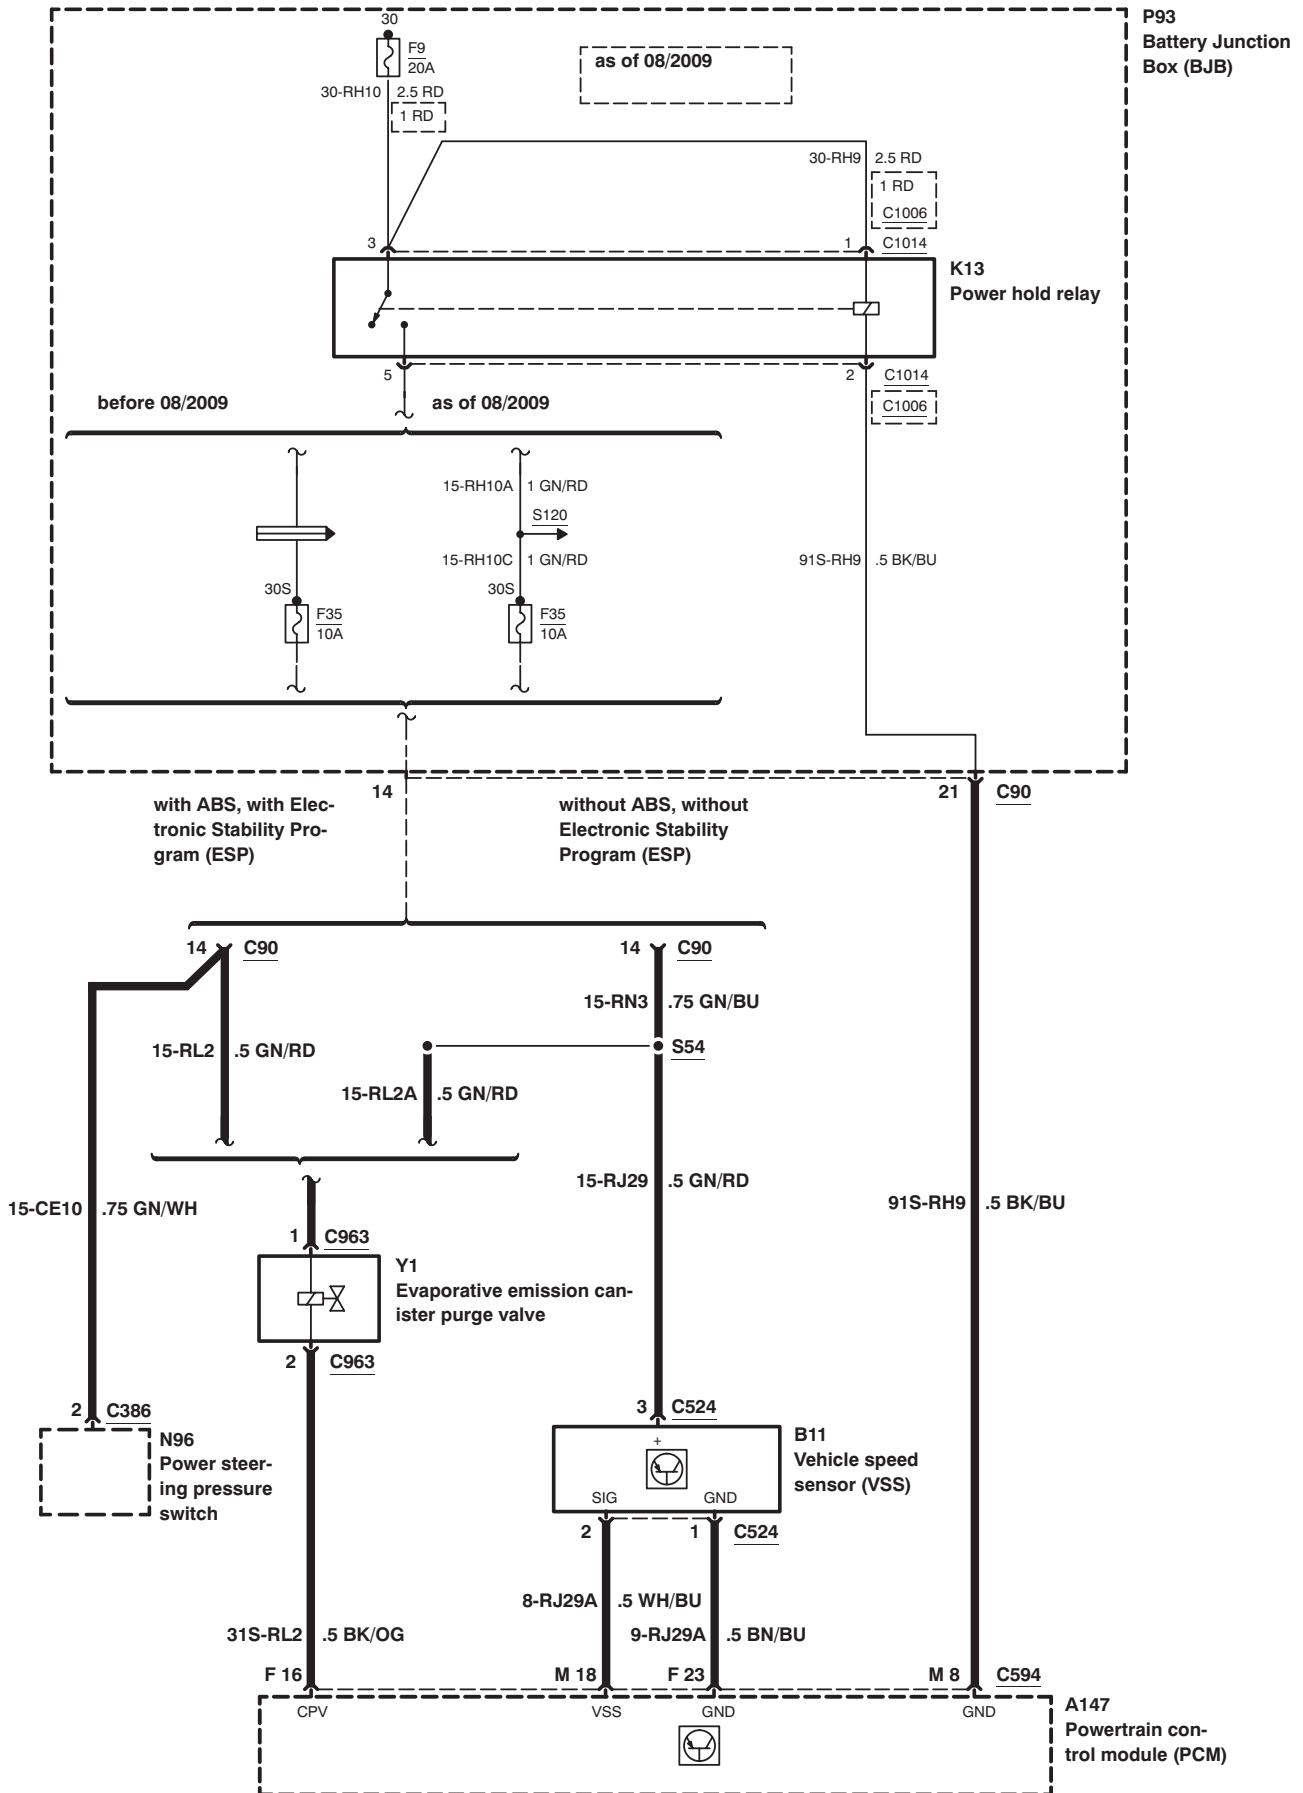 30
P93
Battery Junction
Box (BJB)
F9
20A
as of 08/2009
30-RH10 2.5 RD
1 RD
30-RH9 2.5 RD
1 RD
C1006
3 1 C1014
K13
Power hold relay
5 2 C1014
C1006
before 08/2009 as of 08/2009
15-RH10A 1 GN/RD
S120
15-RH10C 1 GN/RD
91S-RH9 .5 BK/BU
30S 30S
F35 F35
10A 10A
14 21 C90
with ABS, with Elec-
tronic Stability Pro-
gram (ESP)
without ABS, without
Electronic Stability
Program (ESP)
14 C90 14 C90
15-RN3 .75 GN/BU
15-RL2 .5 GN/RD
S54
15-RL2A .5 GN/RD
15-RJ29 .5 GN/RD
15-CE10 .75 GN/WH
91S-RH9 .5 BK/BU
1 C963
Y1
Evaporative emission can-
ister purge valve
2 C963
2 C386
3 C524
N96
Power steer-
ing pressure
switch
+
SIG GND
B11
Vehicle speed
sensor (VSS)
2 1 C524
8-RJ29A .5 WH/BU
31S-RL2 .5 BK/OG
9-RJ29A .5 BN/BU
F 16 M 18 F 23 M 8 C594
CPV VSS GND GND
A147
Powertrain con-
trol module (PCM)